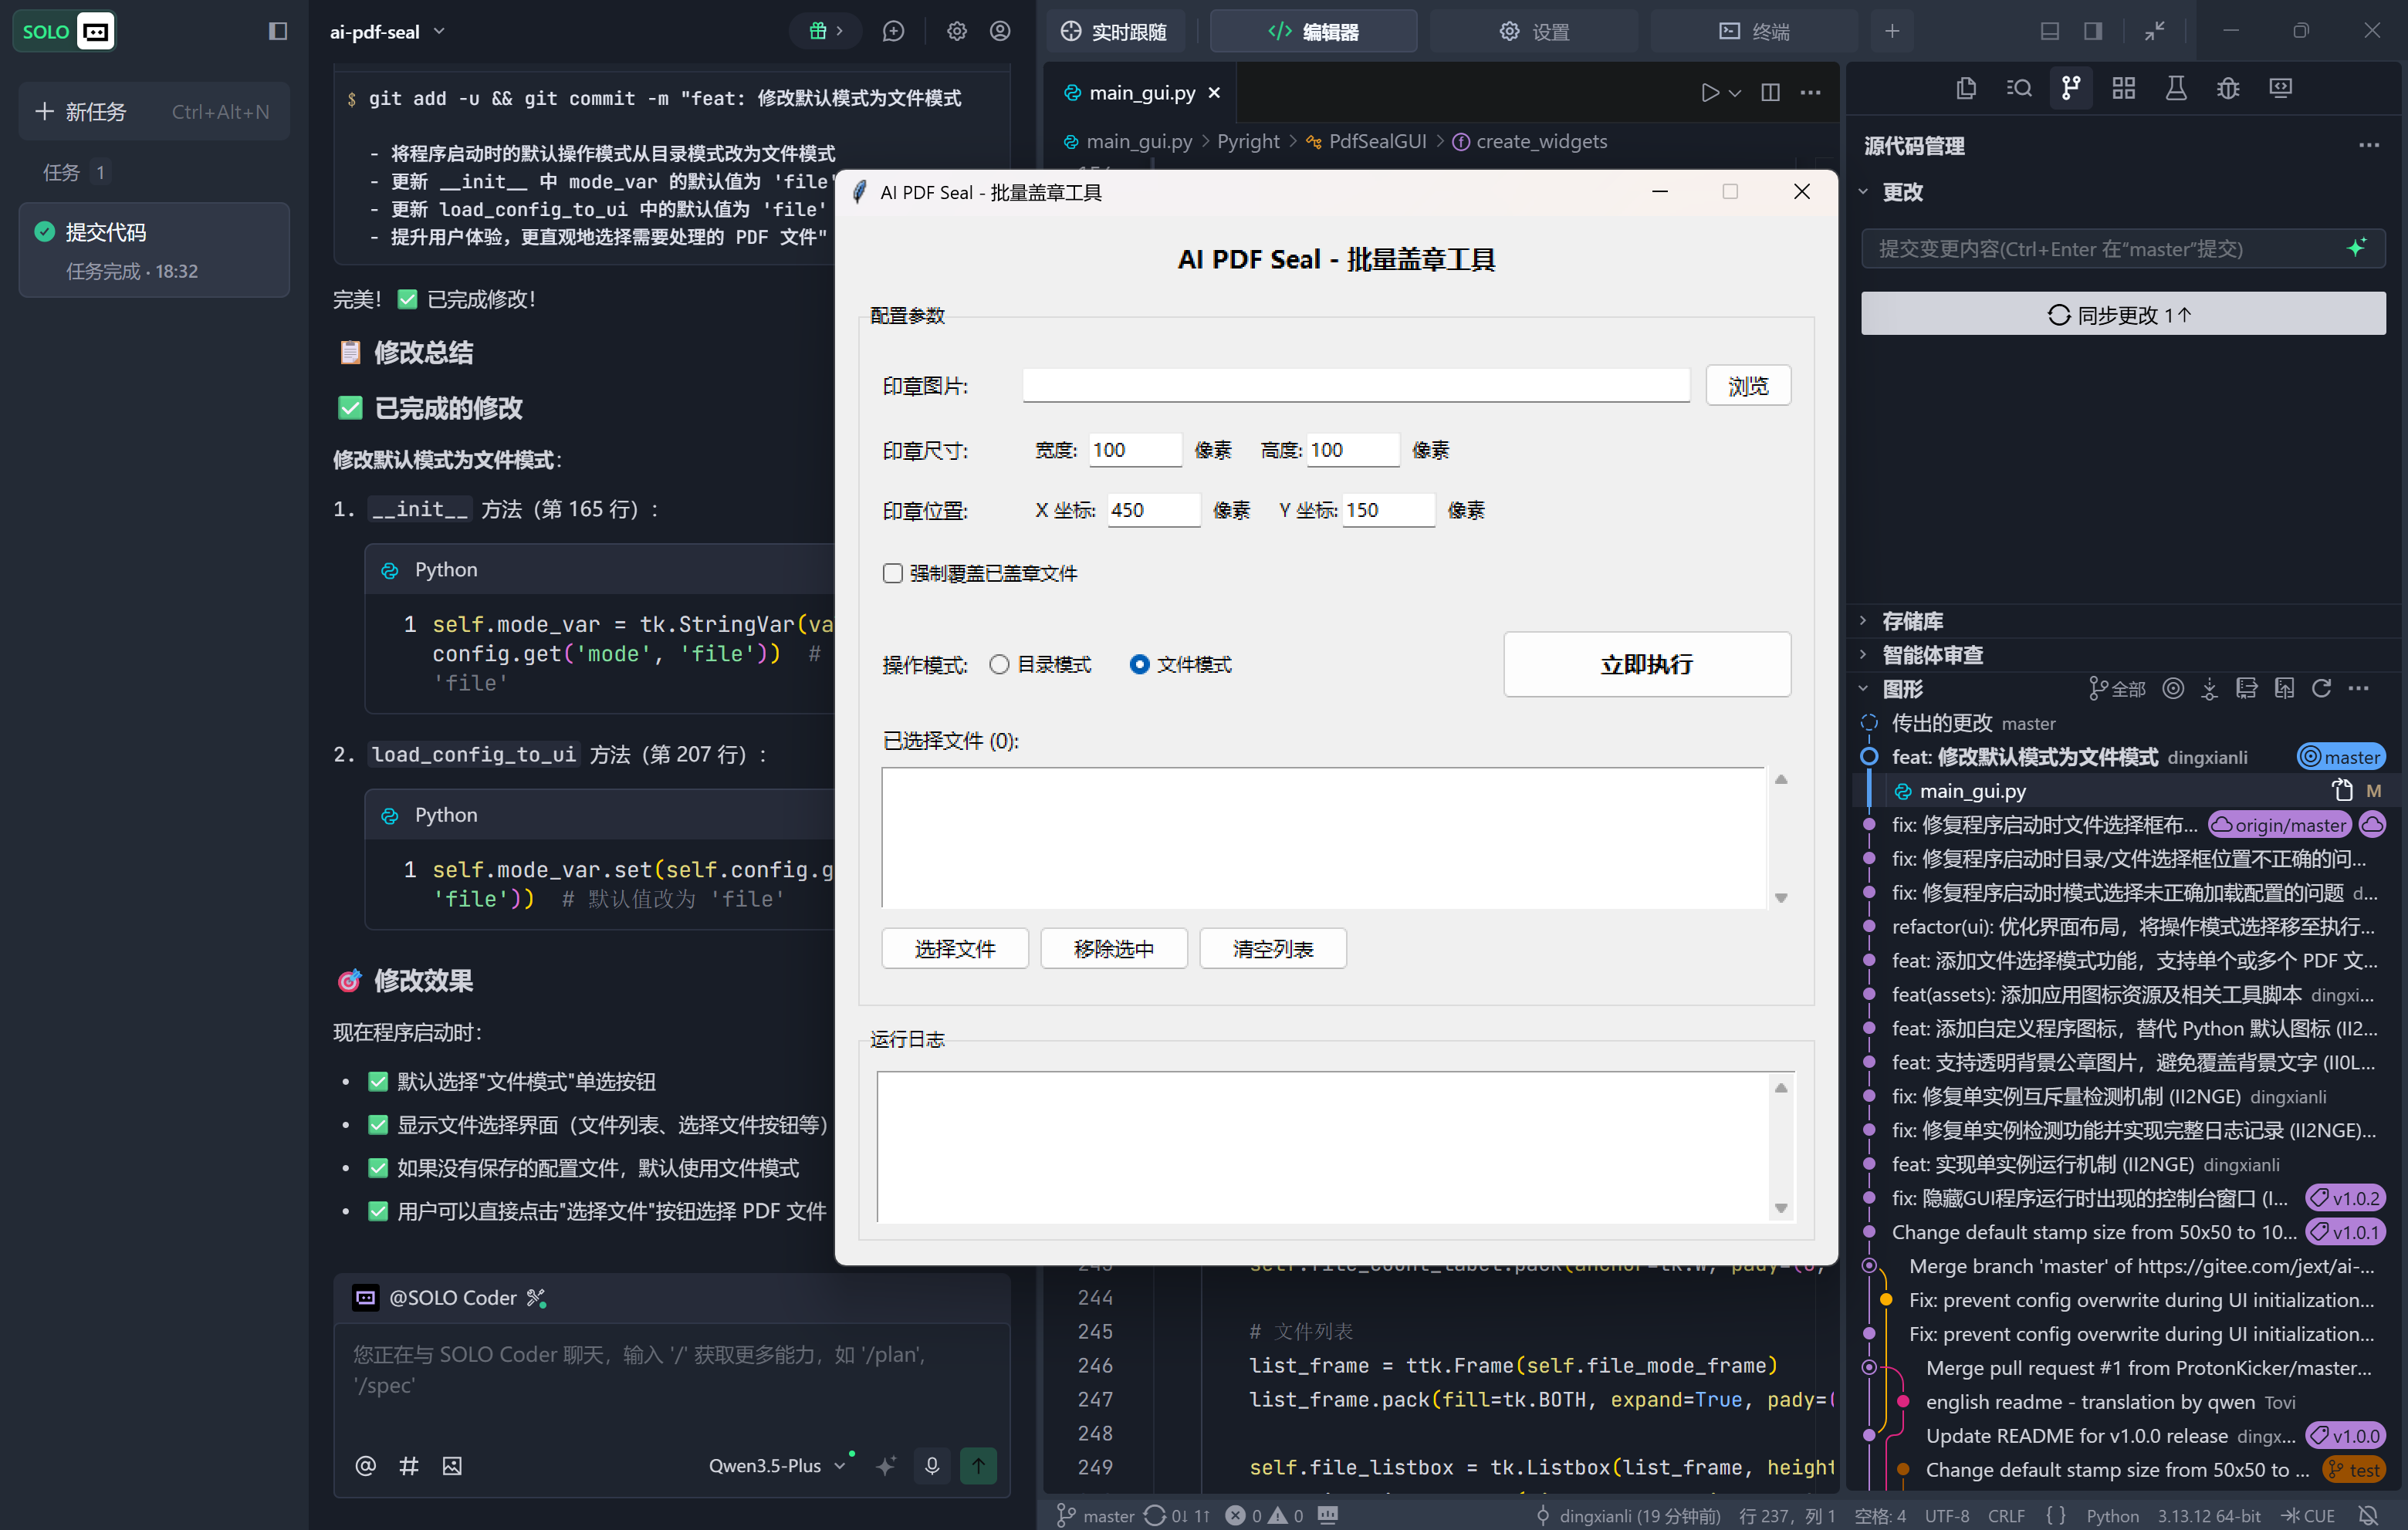 SOLO
新任务 Ctrl+Alt+N
任务 1
提交代码
任务完成 · 18:32
ai-pdf-seal
$ git add -u && git commit -m "feat: 修改默认模式为文件模式
- 将程序启动时的默认操作模式从目录模式改为文件模式
- 更新 __init__ 中 mode_var 的默认值为 'file'
- 更新 load_config_to_ui 中的默认值为 'file'
- 提升用户体验，更直观地选择需要处理的 PDF 文件"
完美！ ✅ 已完成修改！
📋 修改总结
✅ 已完成的修改
修改默认模式为文件模式：
1. __init__ 方法（第 165 行）：
Python
1 self.mode_var = tk.StringVar(va
config.get('mode', 'file')) #
'file'
2. load_config_to_ui 方法（第 207 行）：
Python
1 self.mode_var.set(self.config.g
'file')) # 默认值改为 'file'
🎯 修改效果
现在程序启动时：
• ✅ 默认选择"文件模式"单选按钮
• ✅ 显示文件选择界面（文件列表、选择文件按钮等）
• ✅ 如果没有保存的配置文件，默认使用文件模式
• ✅ 用户可以直接点击"选择文件"按钮选择 PDF 文件
@SOLO Coder
您正在与 SOLO Coder 聊天，输入 '/' 获取更多能力，如 '/plan',
'/spec'
Qwen3.5-Plus
实时跟随 编辑器 设置 终端
main_gui.py
main_gui.py > Pyright > PdfSealGUI > create_widgets
AI PDF Seal - 批量盖章工具
AI PDF Seal - 批量盖章工具
配置参数
印章图片: 浏览
印章尺寸: 宽度: 100 像素 高度: 100 像素
印章位置: X 坐标: 450 像素 Y 坐标: 150 像素
强制覆盖已盖章文件
操作模式: 目录模式 文件模式 立即执行
已选择文件 (0):
选择文件 移除选中 清空列表
运行日志
243 self.file_count_label.pack(anchor=tk.W, pady=(0,
244
245 # 文件列表
246 list_frame = ttk.Frame(self.file_mode_frame)
247 list_frame.pack(fill=tk.BOTH, expand=True, pady=(
248
249 self.file_listbox = tk.Listbox(list_frame, height
源代码管理
更改
提交变更内容(Ctrl+Enter 在“master”提交)
同步更改 1↑
存储库
智能体审查
图形 全部
传出的更改 master
feat: 修改默认模式为文件模式 dingxianli master
main_gui.py M
fix: 修复程序启动时文件选择框布... origin/master
fix: 修复程序启动时目录/文件选择框位置不正确的问...
fix: 修复程序启动时模式选择未正确加载配置的问题 d...
refactor(ui): 优化界面布局，将操作模式选择移至执行...
feat: 添加文件选择模式功能，支持单个或多个 PDF 文...
feat(assets): 添加应用图标资源及相关工具脚本 dingxi...
feat: 添加自定义程序图标，替代 Python 默认图标 (II2...
feat: 支持透明背景公章图片，避免覆盖背景文字 (II0L...
fix: 修复单实例互斥量检测机制 (II2NGE) dingxianli
fix: 修复单实例检测功能并实现完整日志记录 (II2NGE)...
feat: 实现单实例运行机制 (II2NGE) dingxianli
fix: 隐藏GUI程序运行时出现的控制台窗口 (I... v1.0.2
Change default stamp size from 50x50 to 10... v1.0.1
Merge branch 'master' of https://gitee.com/jext/ai-...
Fix: prevent config overwrite during UI initialization...
Fix: prevent config overwrite during UI initialization...
Merge pull request #1 from ProtonKicker/master...
english readme - translation by qwen Tovi
Update README for v1.0.0 release dingx... v1.0.0
Change default stamp size from 50x50 to ... test
master 0↓ 1↑ 0 0 dingxianli (19 分钟前) 行 237，列 1 空格: 4 UTF-8 CRLF { } Python 3.13.12 64-bit CUE